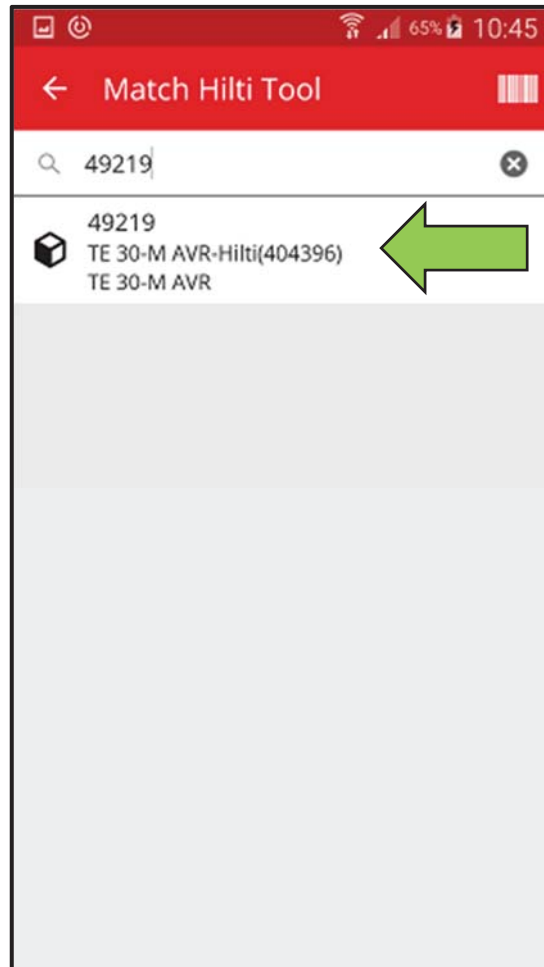 65% 10:45
Match Hilti Tool
49219
49219
TE 30-M AVR-Hilti(404396)
TE 30-M AVR